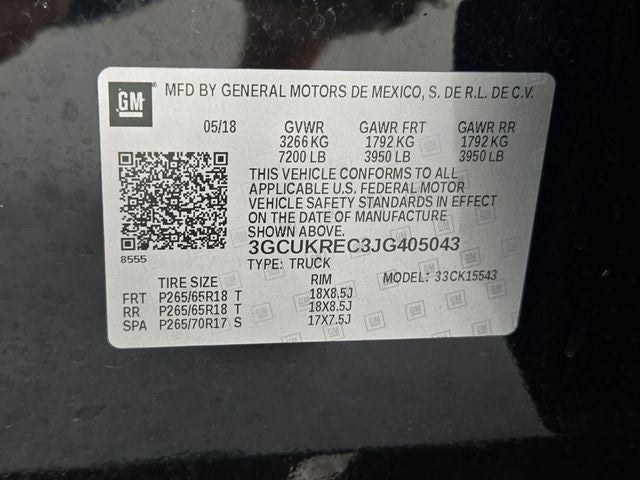 GM
MFD BY GENERAL MOTORS DE MEXICO, S. DE R.L. DE C.V.
05/18 GVWR GAWR FRT GAWR RR
3266 KG 1792 KG 1792 KG
7200 LB 3950 LB 3950 LB
THIS VEHICLE CONFORMS TO ALL
APPLICABLE U.S. FEDERAL MOTOR
VEHICLE SAFETY STANDARDS IN EFFECT
ON THE DATE OF MANUFACTURE
SHOWN ABOVE.
3GCUKREC3JG405043
8555
TYPE: TRUCK MODEL: 33CK15543
TIRE SIZE RIM
FRT P265/65R18 T 18X8.5J
RR P265/65R18 T 18X8.5J
SPA P265/70R17 S 17X7.5J